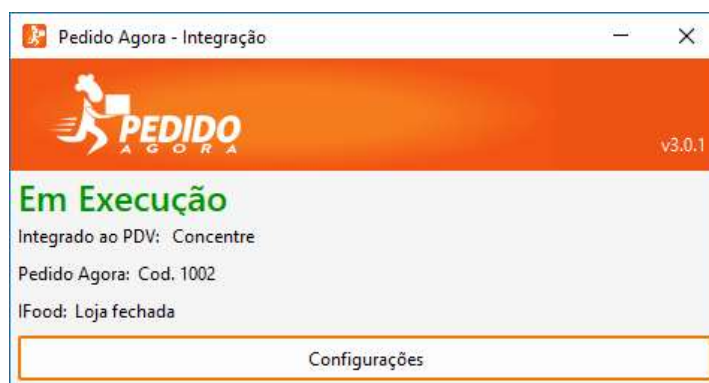 Pedido Agora - Integração
PEDIDO
AGORA
v3.0.1
Em Execução
Integrado ao PDV: Concentre
Pedido Agora: Cod. 1002
IFood: Loja fechada
Configurações